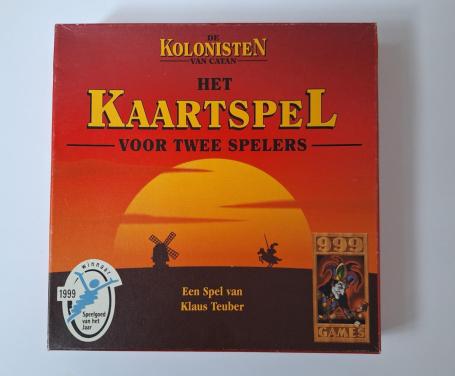 DE
KOLONISTEN
VAN CATAN
HET
KAARTSPEL
VOOR TWEE SPELERS
Een Spel van
Klaus Teuber
winnaar
1999
Speelgoed
van het
Jaar
999
GAMES